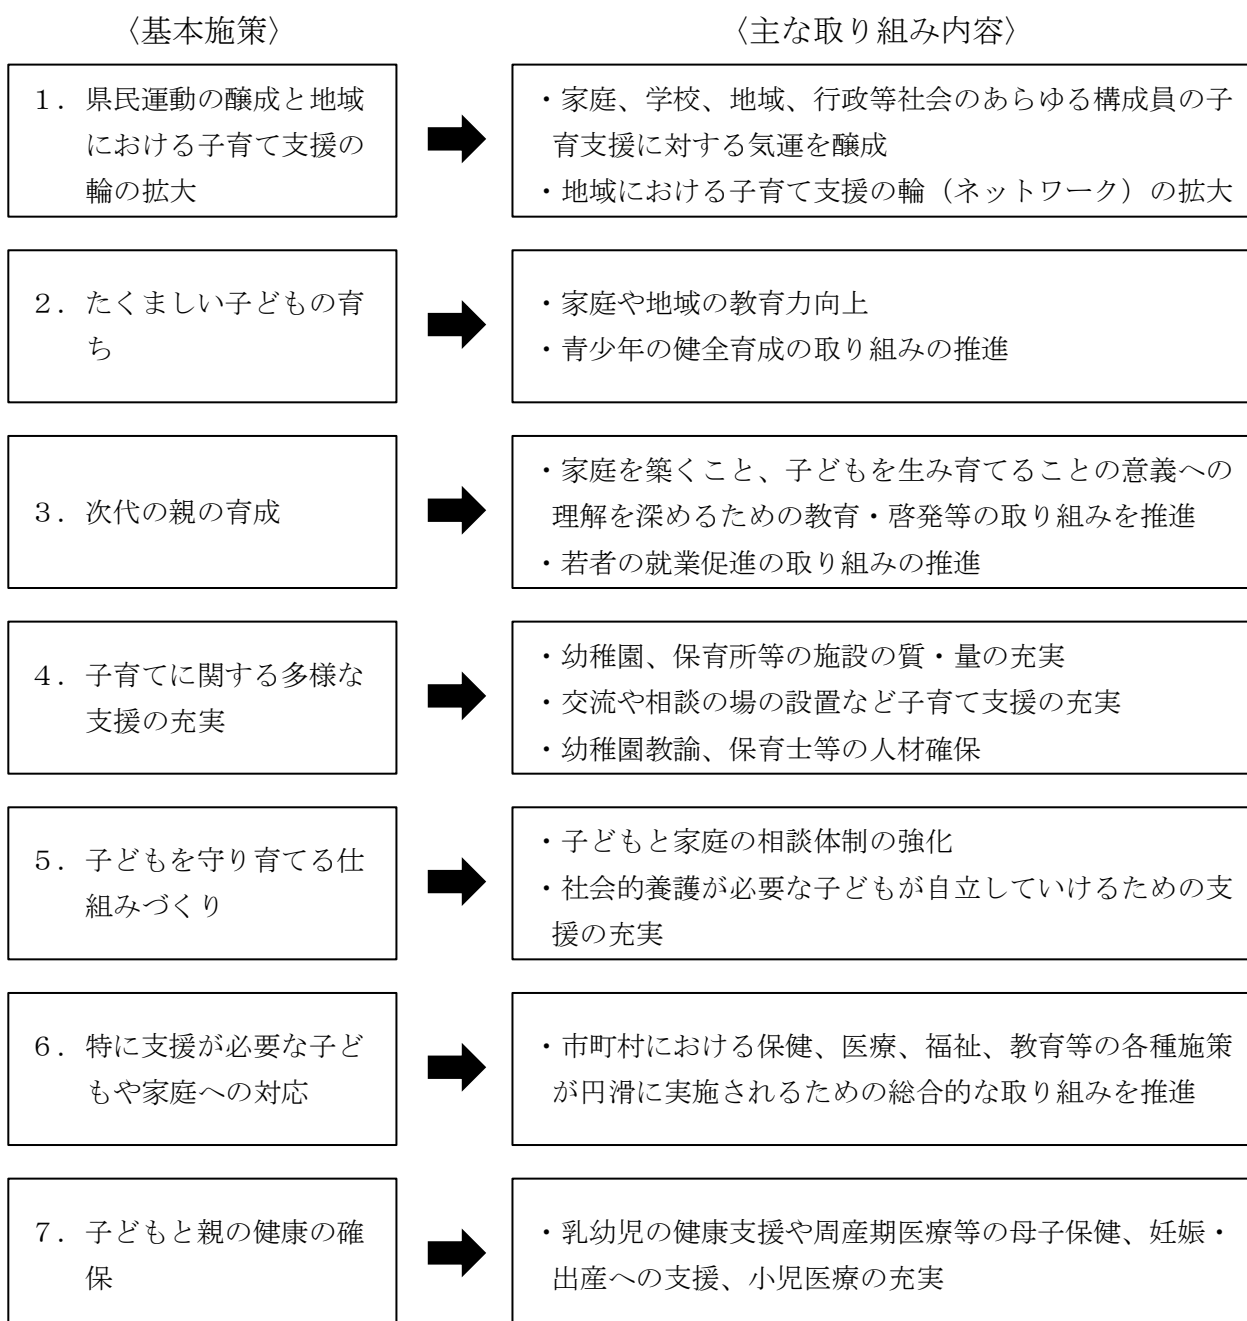 〈基本施策〉
〈主な取り組み内容〉
１．県民運動の醸成と地域
における子育て支援の
輪の拡大
・家庭、学校、地域、行政等社会のあらゆる構成員の子
育支援に対する気運を醸成
・地域における子育て支援の輪（ネットワーク）の拡大
２．たくましい子どもの育
ち
・家庭や地域の教育力向上
・青少年の健全育成の取り組みの推進
３．次代の親の育成
・家庭を築くこと、子どもを生み育てることの意義への
理解を深めるための教育・啓発等の取り組みを推進
・若者の就業促進の取り組みの推進
４．子育てに関する多様な
支援の充実
・幼稚園、保育所等の施設の質・量の充実
・交流や相談の場の設置など子育て支援の充実
・幼稚園教諭、保育士等の人材確保
５．子どもを守り育てる仕
組みづくり
・子どもと家庭の相談体制の強化
・社会的養護が必要な子どもが自立していけるための支
援の充実
６．特に支援が必要な子ど
もや家庭への対応
・市町村における保健、医療、福祉、教育等の各種施策
が円滑に実施されるための総合的な取り組みを推進
７．子どもと親の健康の確
保
・乳幼児の健康支援や周産期医療等の母子保健、妊娠・
出産への支援、小児医療の充実